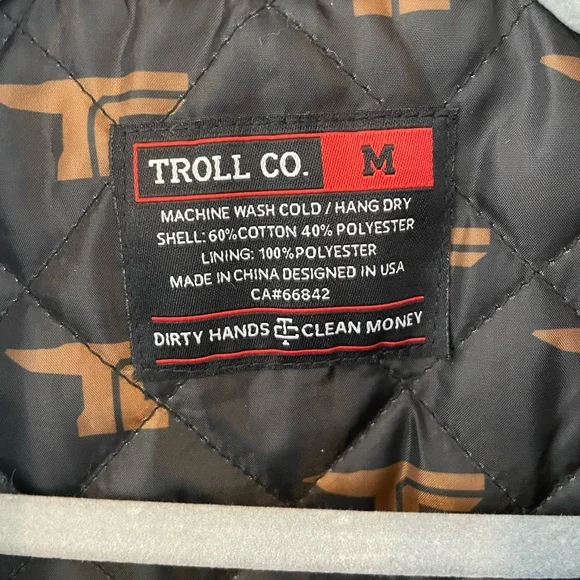 TROLL CO. M
MACHINE WASH COLD / HANG DRY
SHELL: 60%COTTON 40% POLYESTER
LINING: 100%POLYESTER
MADE IN CHINA DESIGNED IN USA
CA#66842
DIRTY HANDS TC CLEAN MONEY